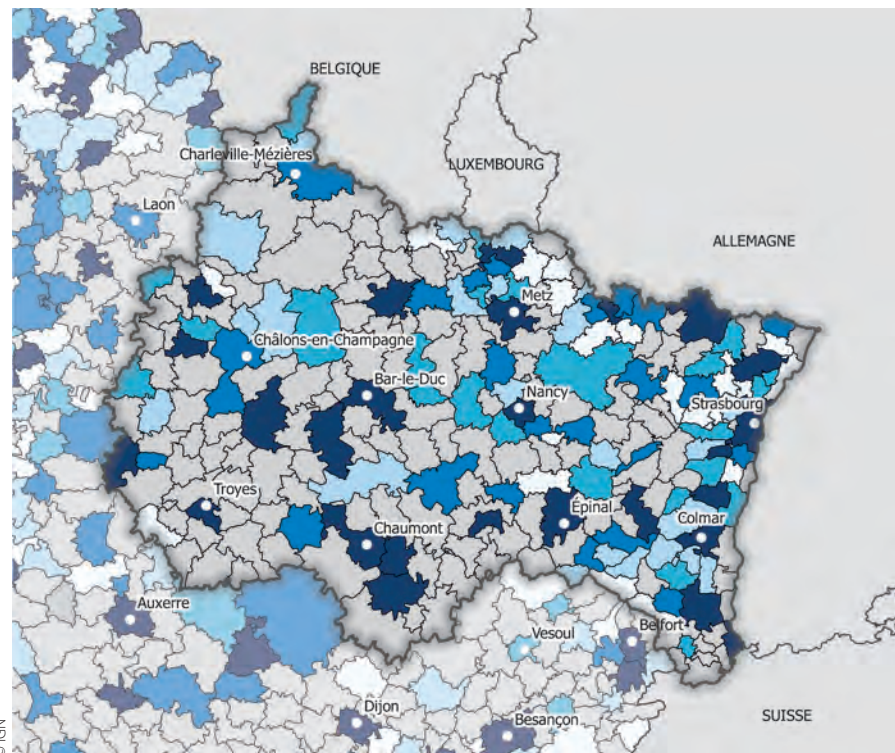 BELGIQUE
Charleville-Mézières
LUXEMBOURG
Laon
ALLEMAGNE
Metz
Châlons-en-Champagne
Bar-le-Duc
Nancy
Strasbourg
Troyes
Épinal
Chaumont
Colmar
Auxerre
Vesoul
Belfort
Dijon
Besançon
SUISSE
© IGN